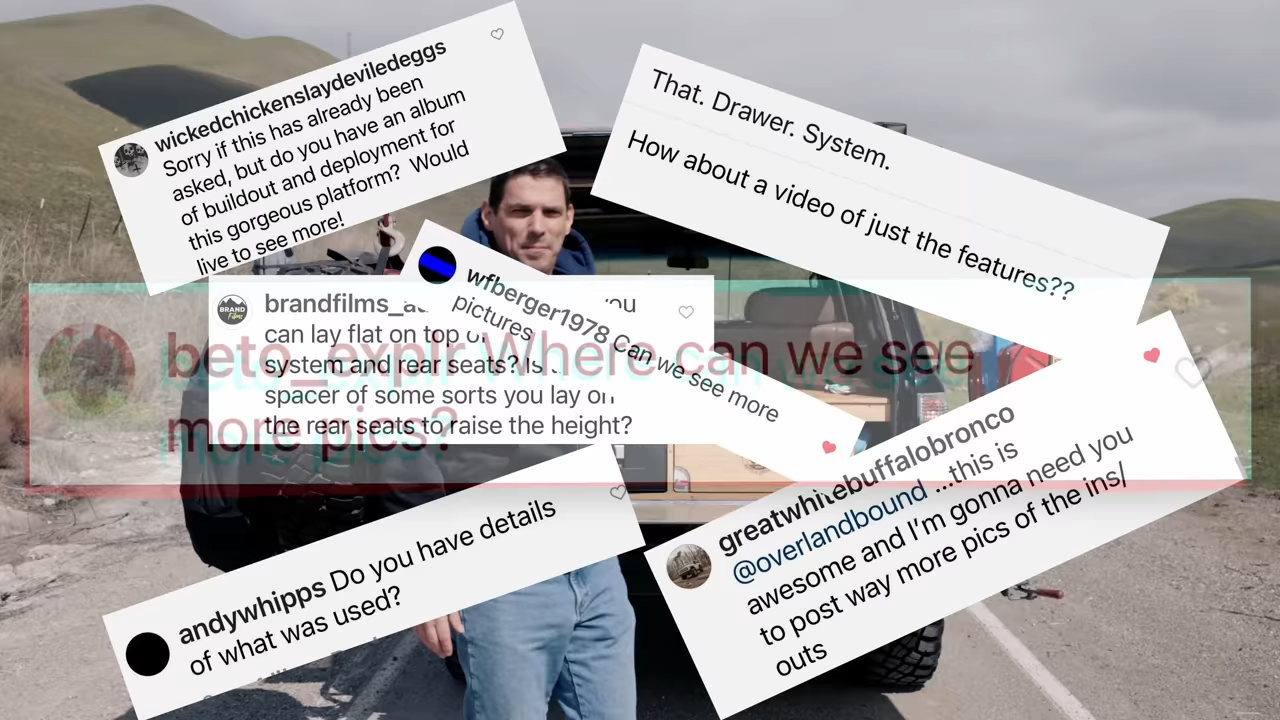 wickedchickenslaydeviledeggs
Sorry if this has already been
asked, but do you have an album
of buildout and deployment for
this gorgeous platform? Would
live to see more!
That. Drawer. System.
How about a video of just the features??
brandfilms_a
you
can lay flat on top o
system and rear seats? Is
spacer of some sorts you lay on
the rear seats to raise the height?
BRAND
Films
wfberger1978 Can we see more
pictures
beto_explr Where can we see
more pics?
andywhipps Do you have details
of what was used?
greatwhitebuffalobronco
@overlandbound ...this is
awesome and I'm gonna need you
to post way more pics of the ins/
outs